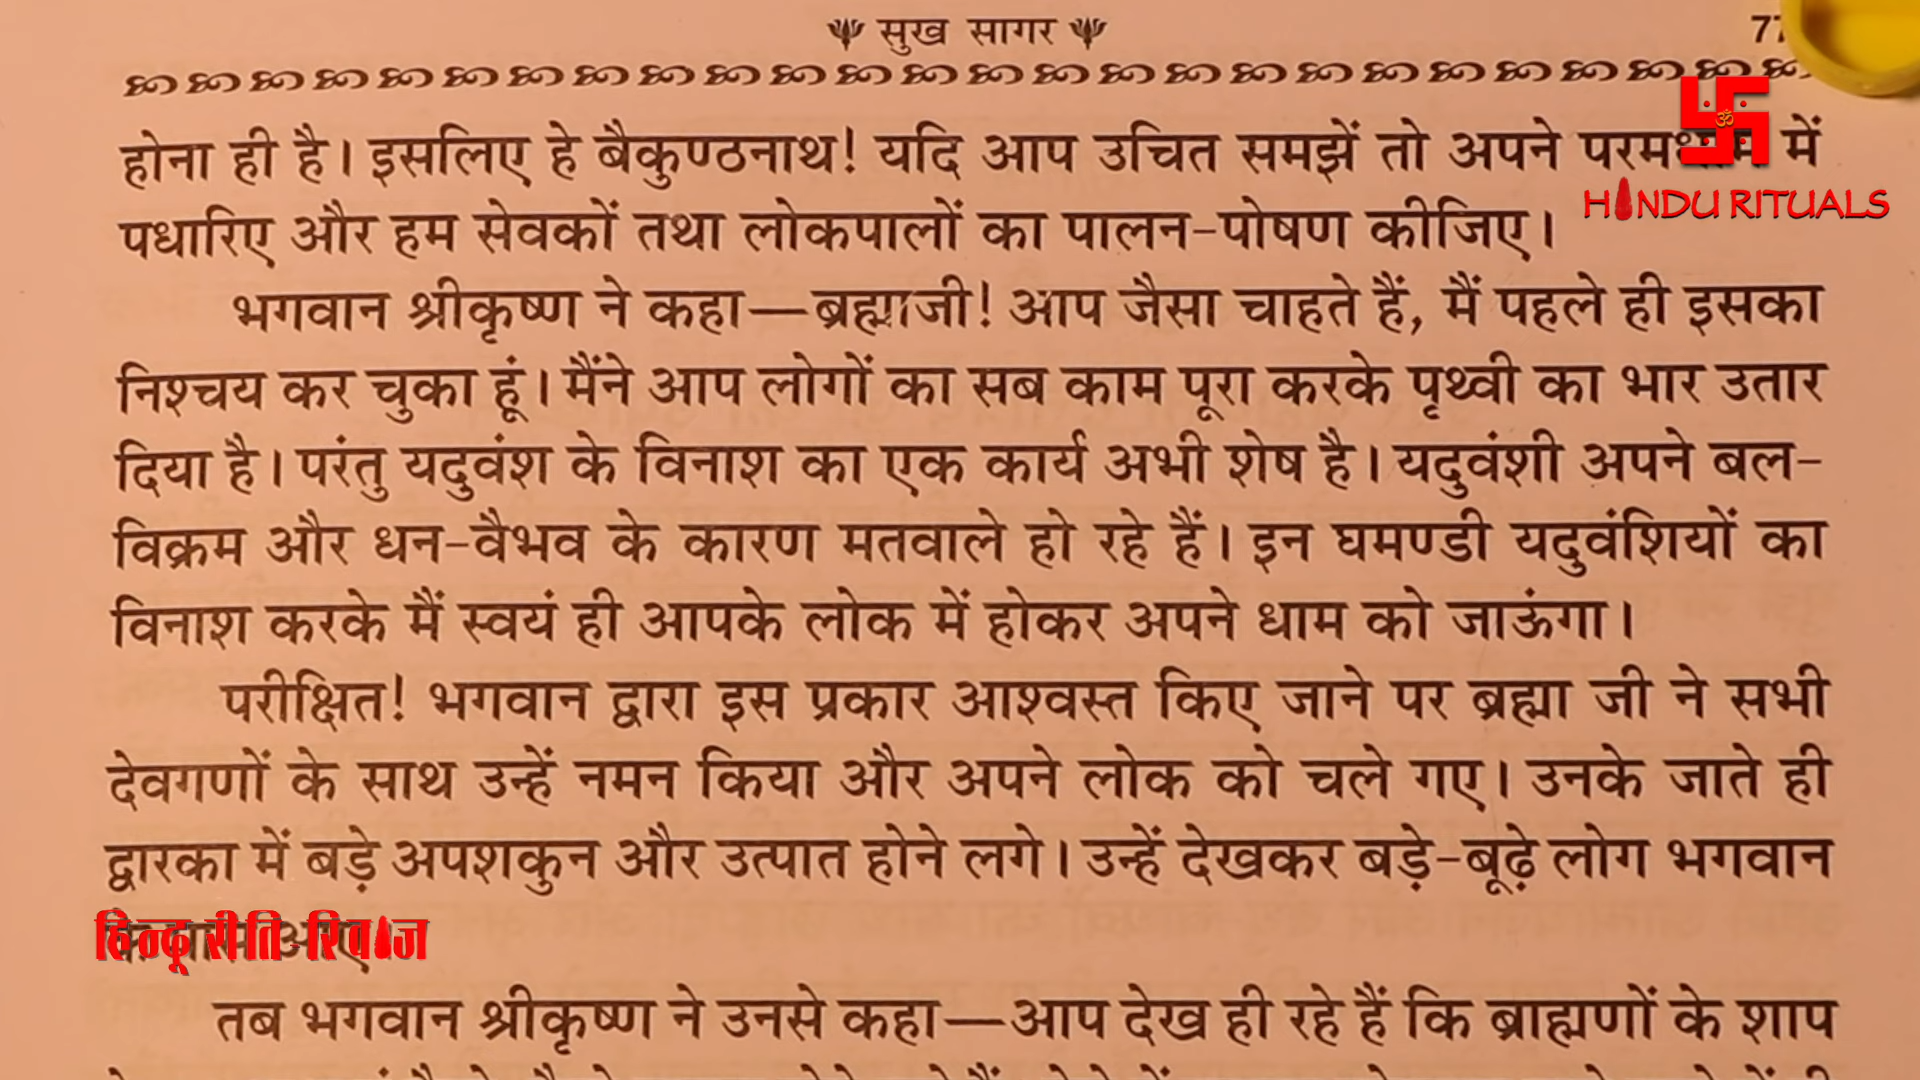 सुख सागर
77
होना ही है। इसलिए हे बैकुण्ठनाथ! यदि आप उचित समझें तो अपने परमधाम में
पधारिए और हम सेवकों तथा लोकपालों का पालन-पोषण कीजिए।
HINDU RITUALS
भगवान श्रीकृष्ण ने कहा—ब्रह्माजी! आप जैसा चाहते हैं, मैं पहले ही इसका
निश्चय कर चुका हूं। मैंने आप लोगों का सब काम पूरा करके पृथ्वी का भार उतार
दिया है। परंतु यदुवंश के विनाश का एक कार्य अभी शेष है। यदुवंशी अपने बल-
विक्रम और धन-वैभव के कारण मतवाले हो रहे हैं। इन घमण्डी यदुवंशियों का
विनाश करके मैं स्वयं ही आपके लोक में होकर अपने धाम को जाऊंगा।
परीक्षित! भगवान द्वारा इस प्रकार आश्वस्त किए जाने पर ब्रह्मा जी ने सभी
देवगणों के साथ उन्हें नमन किया और अपने लोक को चले गए। उनके जाते ही
द्वारका में बड़े अपशकुन और उत्पात होने लगे। उन्हें देखकर बड़े-बूढ़े लोग भगवान
हिन्दू रीति-रिवाज
तब भगवान श्रीकृष्ण ने उनसे कहा—आप देख ही रहे हैं कि ब्राह्मणों के शाप